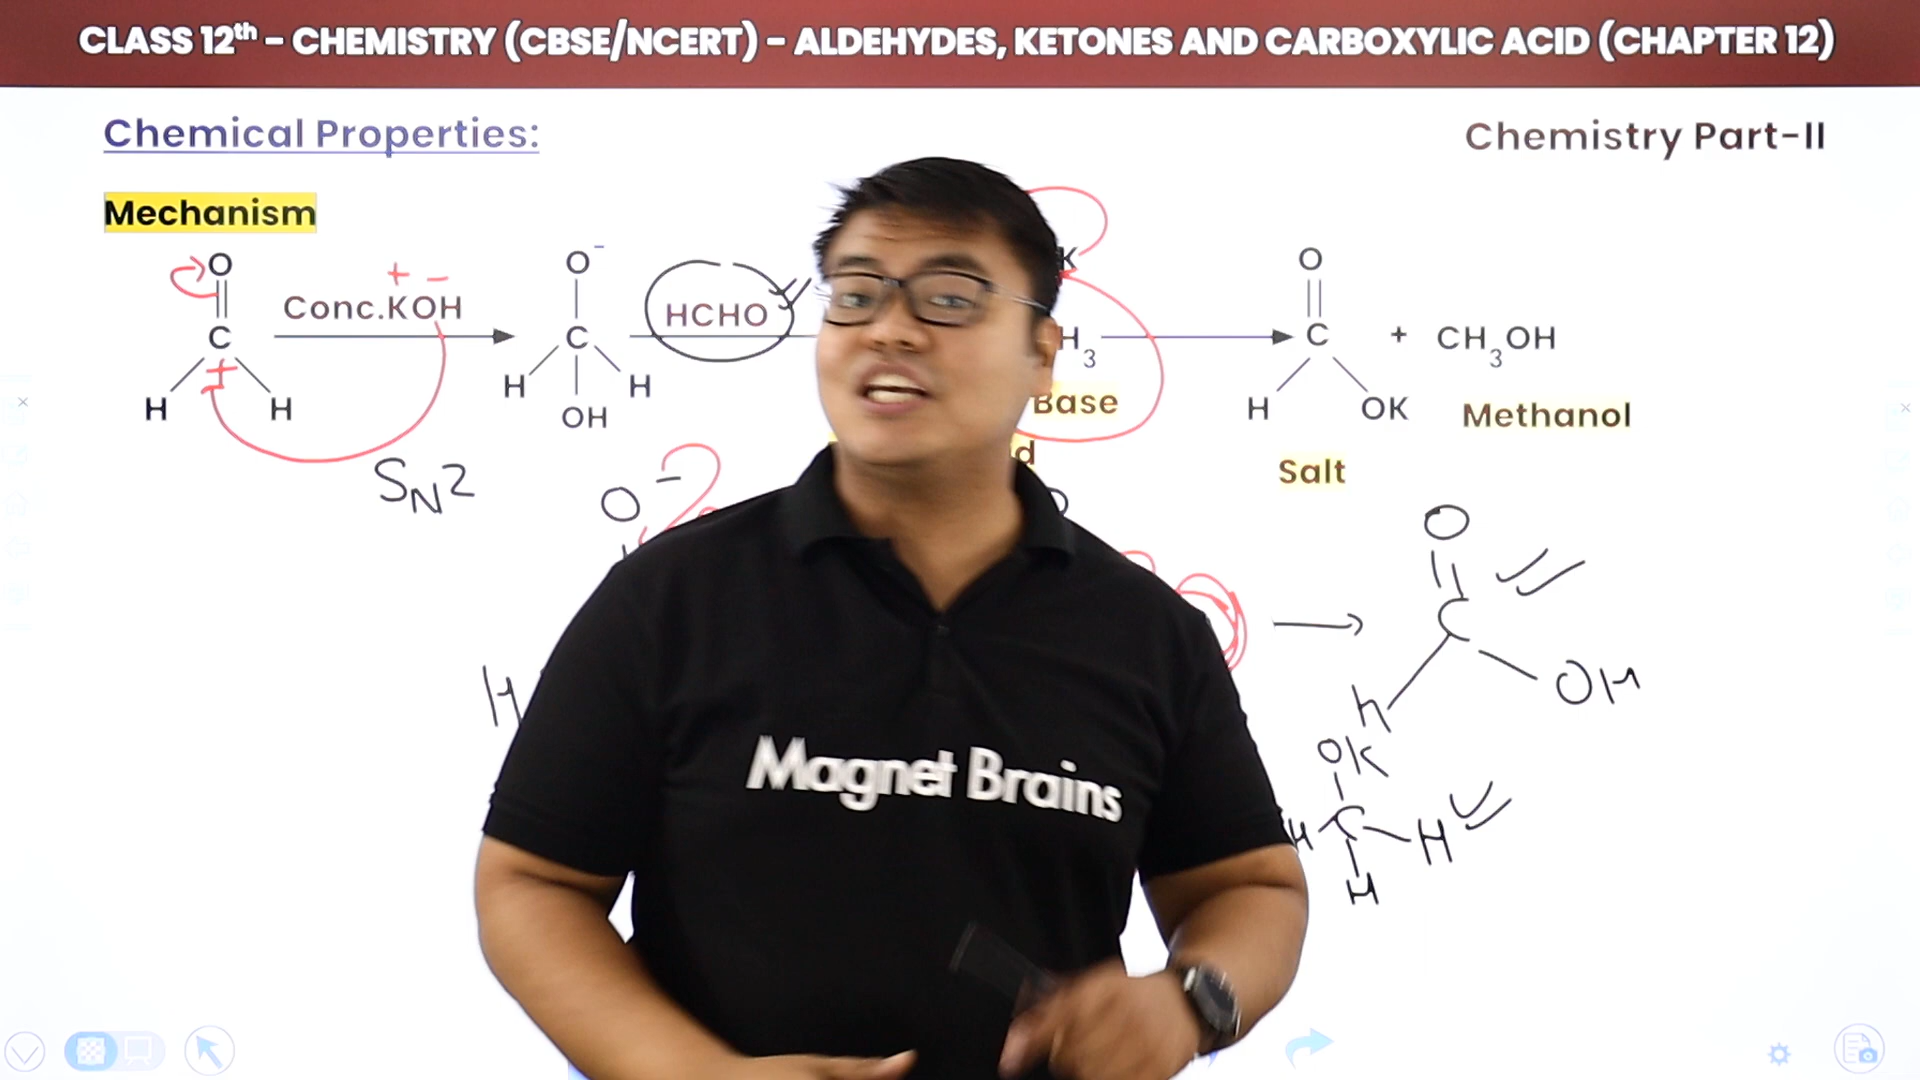 CLASS 12th - CHEMISTRY (CBSE/NCERT) - ALDEHYDES, KETONES AND CARBOXYLIC ACID (CHAPTER 12)
Chemical Properties:
Chemistry Part-II
Mechanism
O
C
H H
+ −
Conc.KOH
O−
C
H H
OH
HCHO
K
H3
Base
O
C
H OK
+ CH3OH
Methanol
Salt
SN2
O−
H
O
C
H OH
OK
H C H
H
Magnet Brains